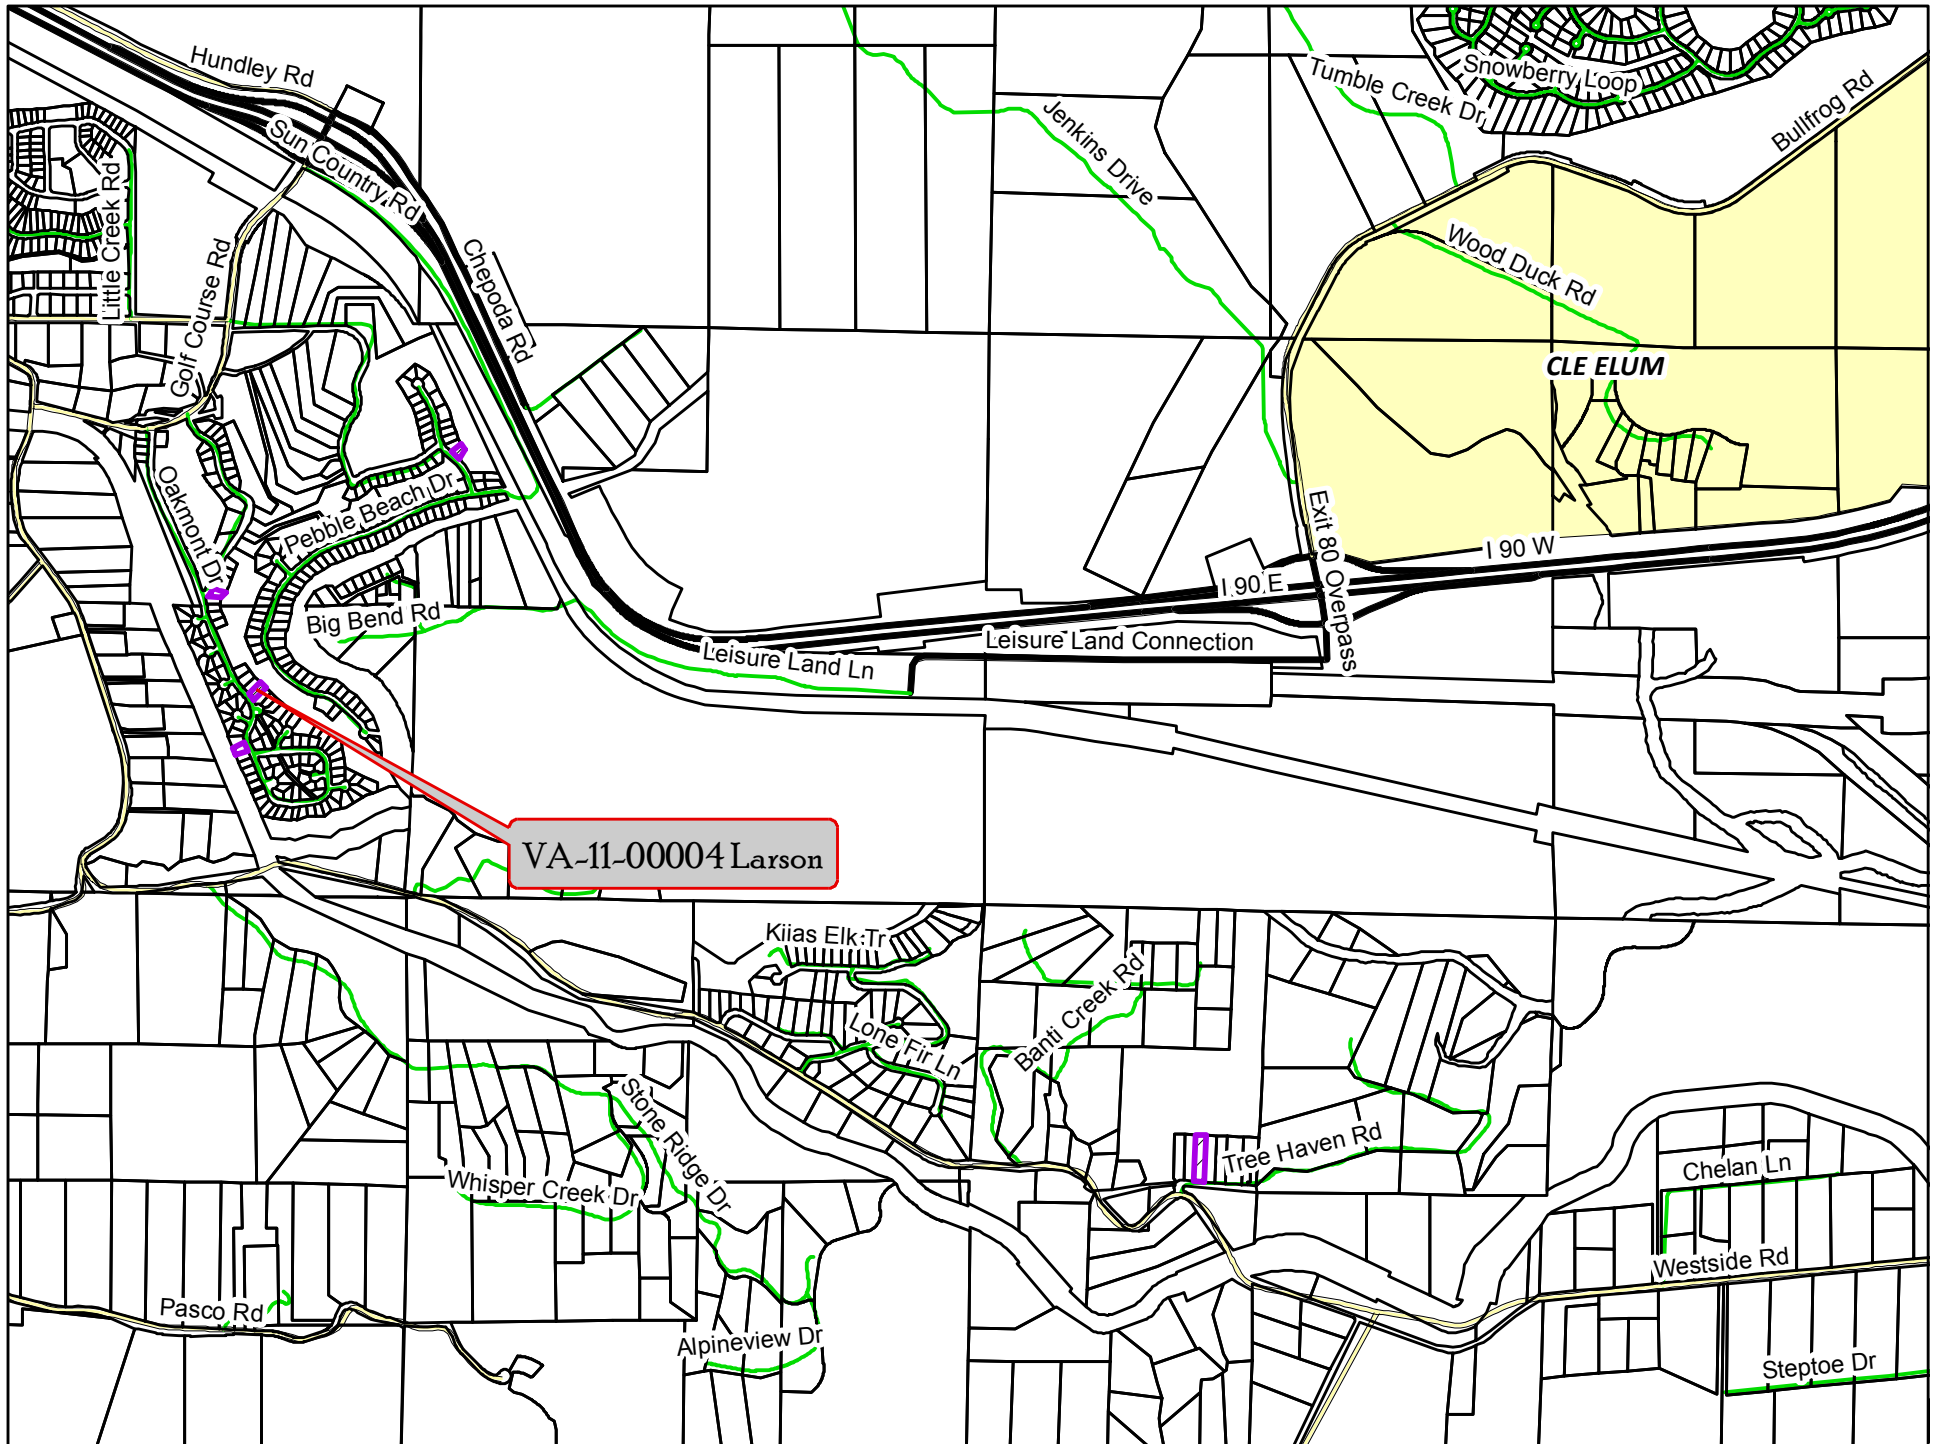 Hundley Rd
Snowberry Loop
Tumble Creek Dr
Bullfrog Rd
Jenkins Drive
Sun Country Rd
Little Creek Rd
Golf Course Rd
Chepoda Rd
Wood Duck Rd
CLE ELUM
Oakmont Dr
Pebble Beach Dr
Exit 80 Overpass
I 90 W
I 90 E
Big Bend Rd
Leisure Land Connection
Leisure Land Ln
VA-11-00004 Larson
Kiias Elk Tr
Banti Creek Rd
Lone Fir Ln
Stone Ridge Dr
Tree Haven Rd
Chelan Ln
Whisper Creek Dr
Westside Rd
Pasco Rd
Alpineview Dr
Steptoe Dr